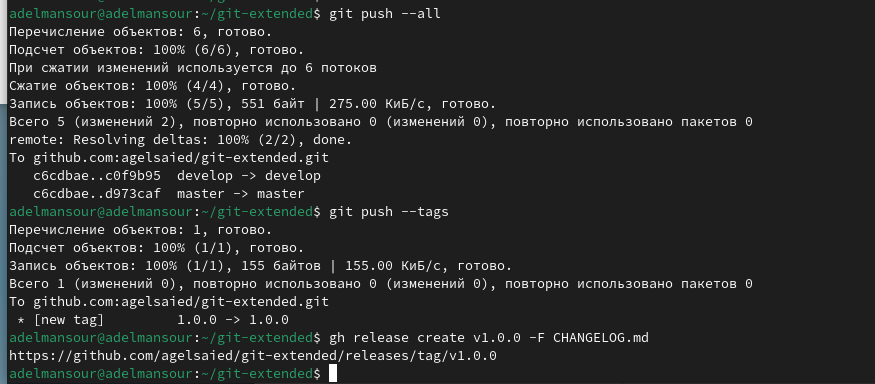 adelmansour@adelmansour:~/git-extended$ git push --all
Перечисление объектов: 6, готово.
Подсчет объектов: 100% (6/6), готово.
При сжатии изменений используется до 6 потоков
Сжатие объектов: 100% (4/4), готово.
Запись объектов: 100% (5/5), 551 байт | 275.00 КиБ/с, готово.
Всего 5 (изменений 2), повторно использовано 0 (изменений 0), повторно использовано пакетов 0
remote: Resolving deltas: 100% (2/2), done.
To github.com:agelsaied/git-extended.git
   c6cdbae..c0f9b95  develop -> develop
   c6cdbae..d973caf  master -> master
adelmansour@adelmansour:~/git-extended$ git push --tags
Перечисление объектов: 1, готово.
Подсчет объектов: 100% (1/1), готово.
Запись объектов: 100% (1/1), 155 байтов | 155.00 КиБ/с, готово.
Всего 1 (изменений 0), повторно использовано 0 (изменений 0), повторно использовано пакетов 0
To github.com:agelsaied/git-extended.git
 * [new tag]         1.0.0 -> 1.0.0
adelmansour@adelmansour:~/git-extended$ gh release create v1.0.0 -F CHANGELOG.md
https://github.com/agelsaied/git-extended/releases/tag/v1.0.0
adelmansour@adelmansour:~/git-extended$